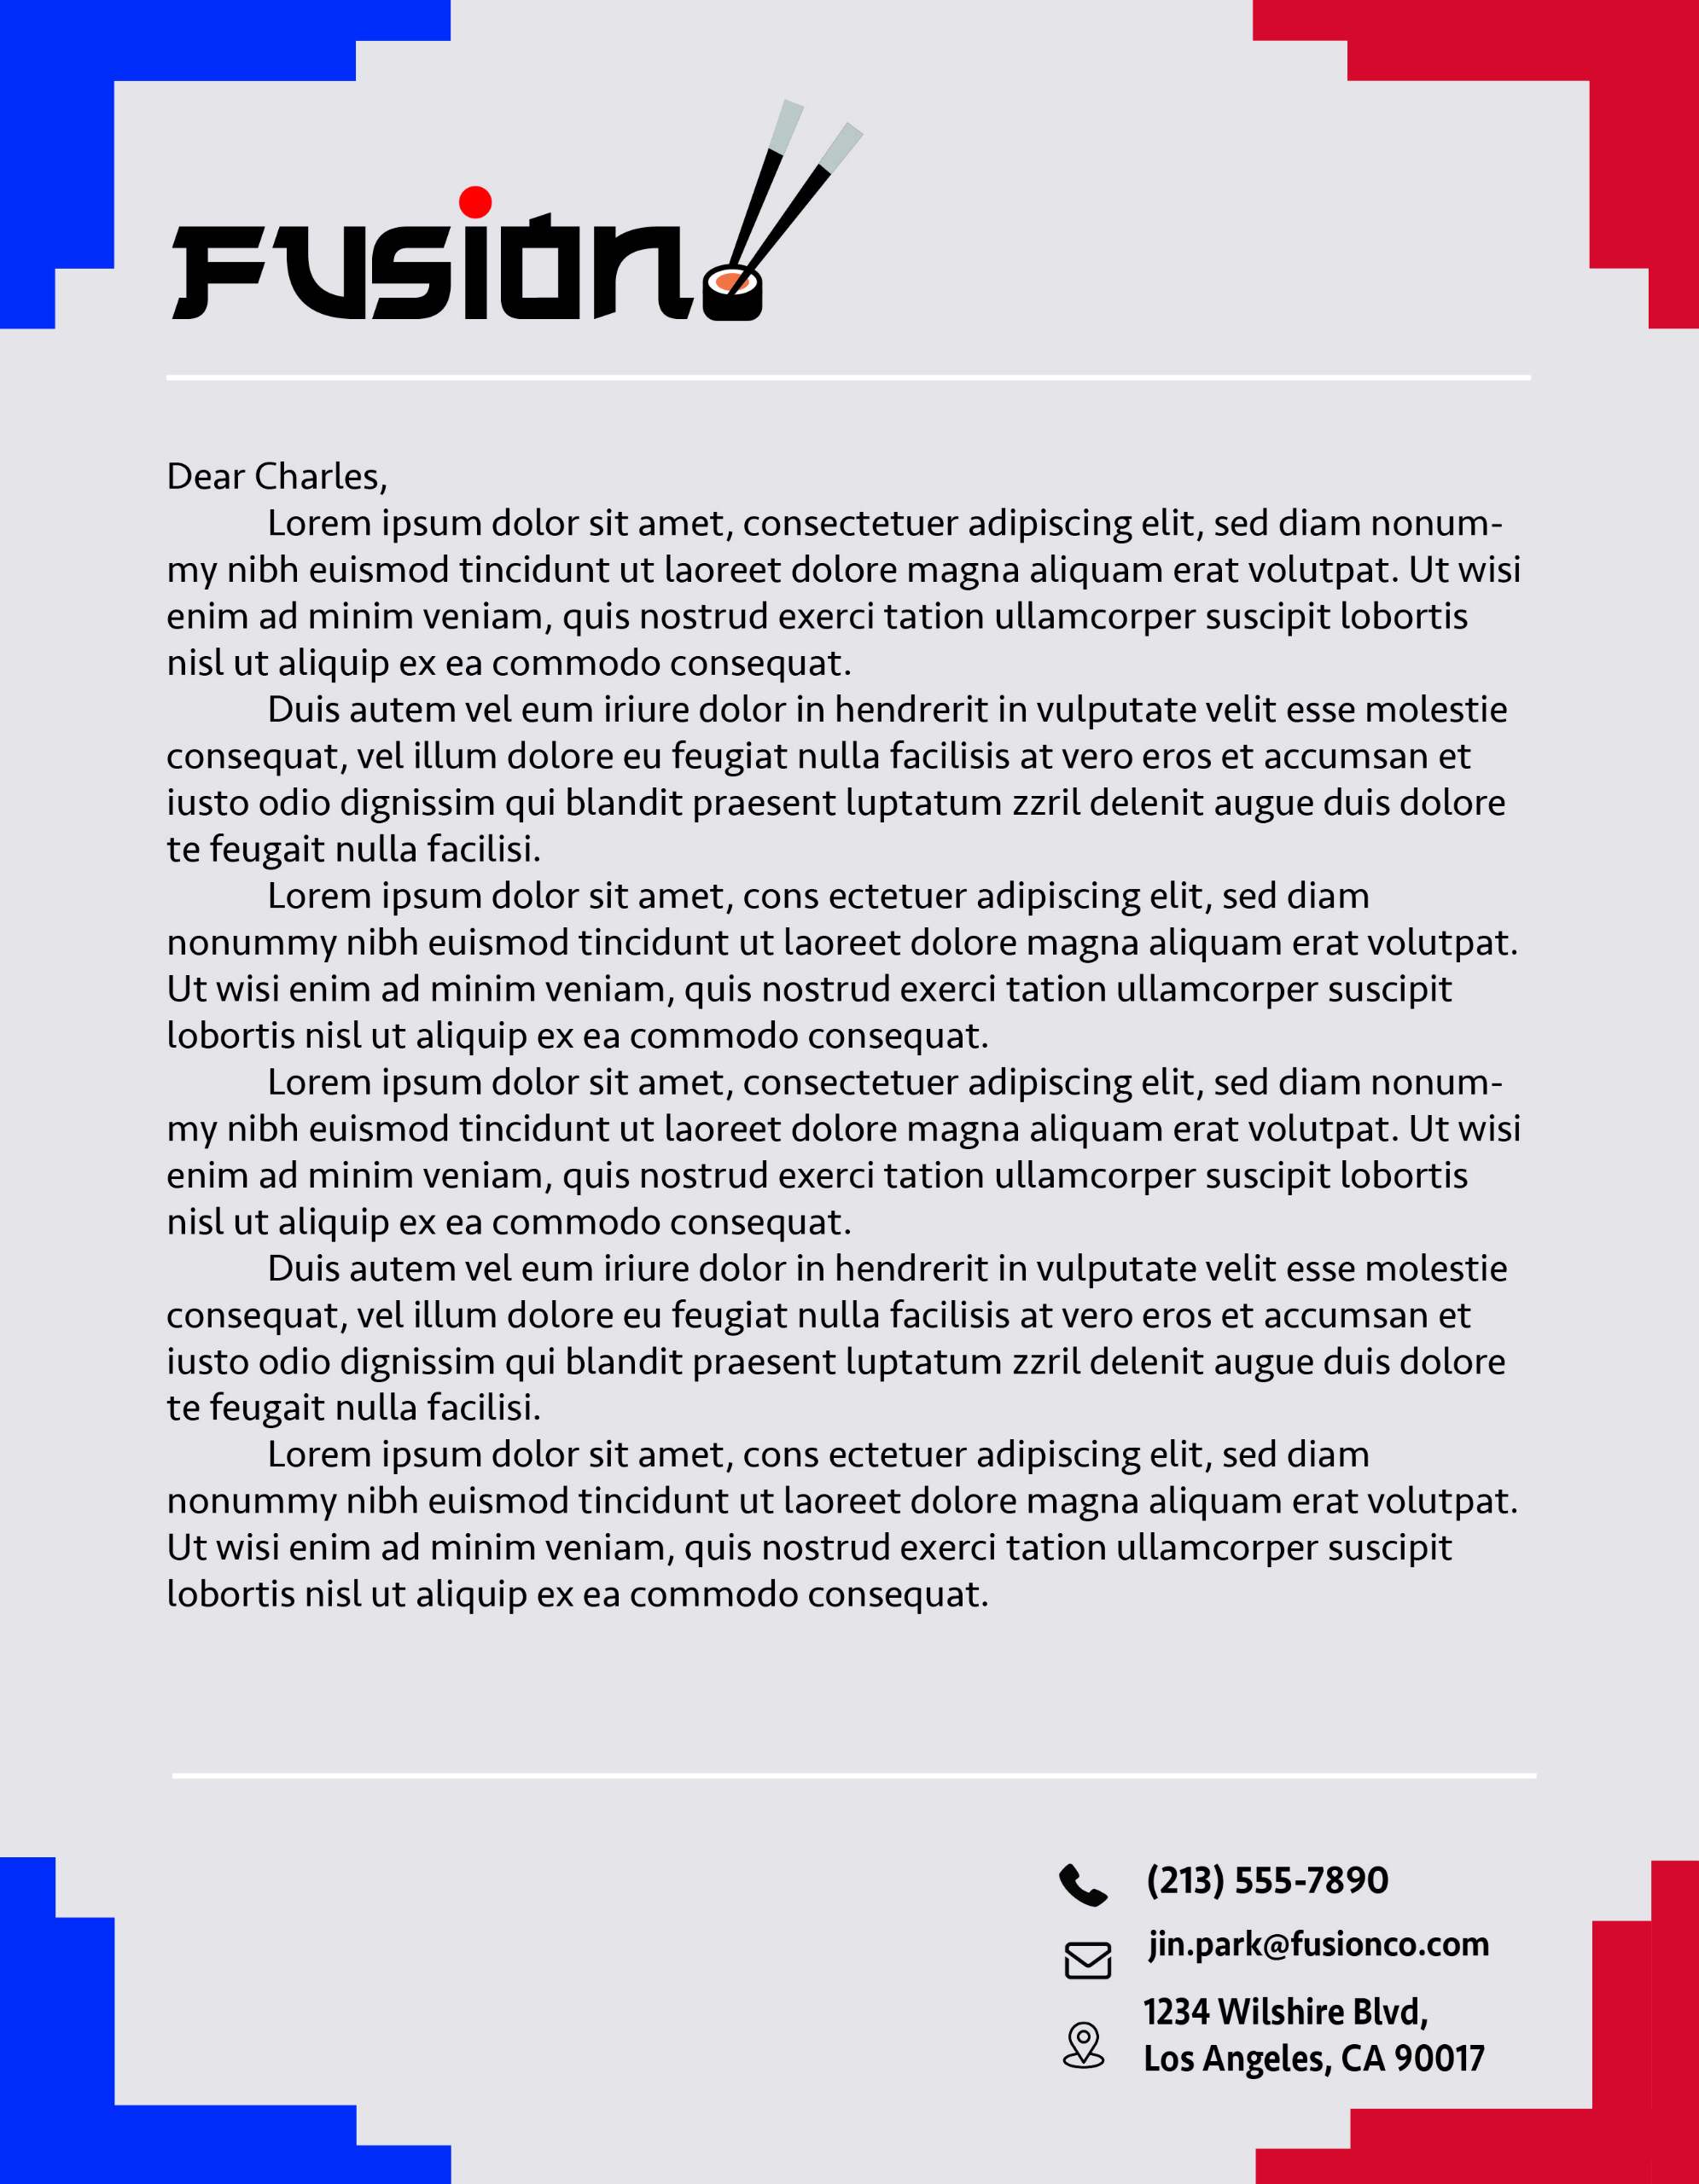 Fusion
Dear Charles,
Lorem ipsum dolor sit amet, consectetuer adipiscing elit, sed diam nonum-
my nibh euismod tincidunt ut laoreet dolore magna aliquam erat volutpat. Ut wisi
enim ad minim veniam, quis nostrud exerci tation ullamcorper suscipit lobortis
nisl ut aliquip ex ea commodo consequat.
Duis autem vel eum iriure dolor in hendrerit in vulputate velit esse molestie
consequat, vel illum dolore eu feugiat nulla facilisis at vero eros et accumsan et
iusto odio dignissim qui blandit praesent luptatum zzril delenit augue duis dolore
te feugait nulla facilisi.
Lorem ipsum dolor sit amet, cons ectetuer adipiscing elit, sed diam
nonummy nibh euismod tincidunt ut laoreet dolore magna aliquam erat volutpat.
Ut wisi enim ad minim veniam, quis nostrud exerci tation ullamcorper suscipit
lobortis nisl ut aliquip ex ea commodo consequat.
Lorem ipsum dolor sit amet, consectetuer adipiscing elit, sed diam nonum-
my nibh euismod tincidunt ut laoreet dolore magna aliquam erat volutpat. Ut wisi
enim ad minim veniam, quis nostrud exerci tation ullamcorper suscipit lobortis
nisl ut aliquip ex ea commodo consequat.
Duis autem vel eum iriure dolor in hendrerit in vulputate velit esse molestie
consequat, vel illum dolore eu feugiat nulla facilisis at vero eros et accumsan et
iusto odio dignissim qui blandit praesent luptatum zzril delenit augue duis dolore
te feugait nulla facilisi.
Lorem ipsum dolor sit amet, cons ectetuer adipiscing elit, sed diam
nonummy nibh euismod tincidunt ut laoreet dolore magna aliquam erat volutpat.
Ut wisi enim ad minim veniam, quis nostrud exerci tation ullamcorper suscipit
lobortis nisl ut aliquip ex ea commodo consequat.
(213) 555-7890
jin.park@fusionco.com
1234 Wilshire Blvd,
Los Angeles, CA 90017